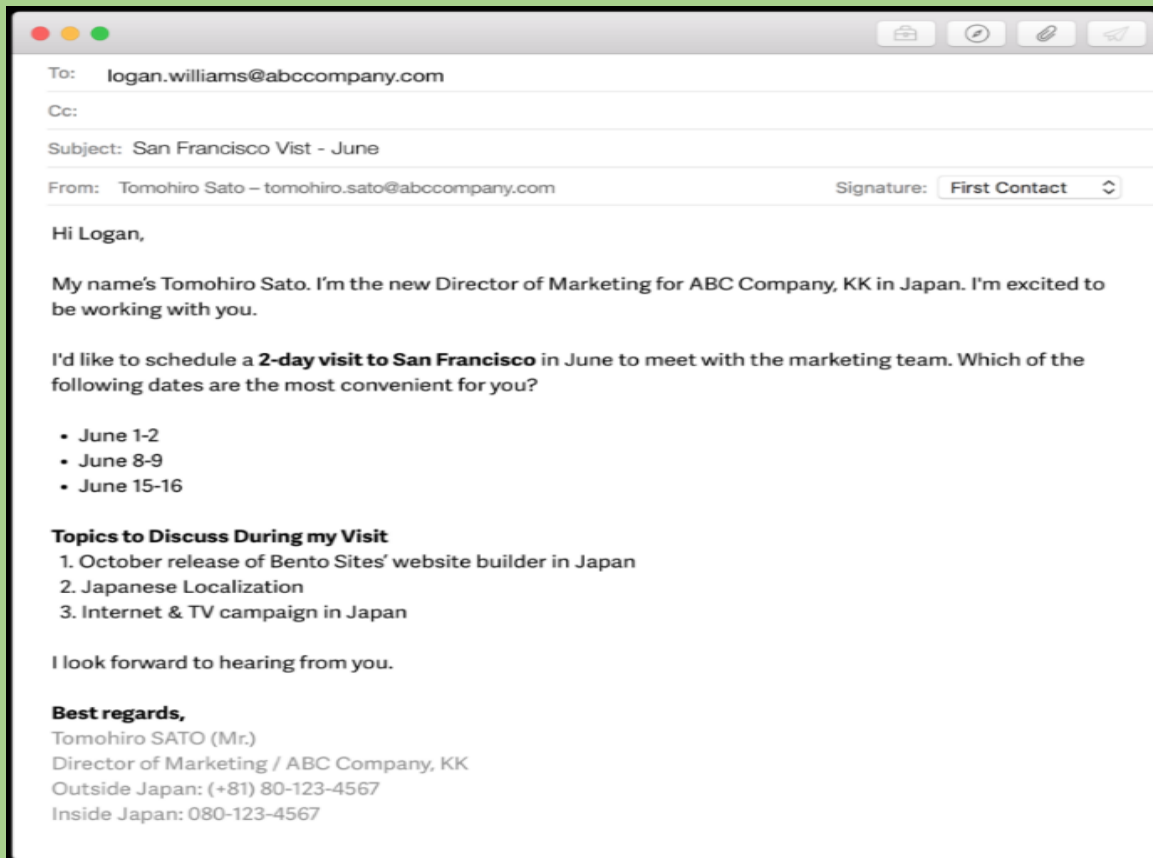 To: logan.williams@abccompany.com
Cc:
Subject: San Francisco Vist - June
From: Tomohiro Sato – tomohiro.sato@abccompany.com Signature: First Contact
Hi Logan,
My name's Tomohiro Sato. I'm the new Director of Marketing for ABC Company, KK in Japan. I'm excited to
be working with you.
I'd like to schedule a 2-day visit to San Francisco in June to meet with the marketing team. Which of the
following dates are the most convenient for you?
• June 1-2
• June 8-9
• June 15-16
Topics to Discuss During my Visit
1. October release of Bento Sites' website builder in Japan
2. Japanese Localization
3. Internet & TV campaign in Japan
I look forward to hearing from you.
Best regards,
Tomohiro SATO (Mr.)
Director of Marketing / ABC Company, KK
Outside Japan: (+81) 80-123-4567
Inside Japan: 080-123-4567